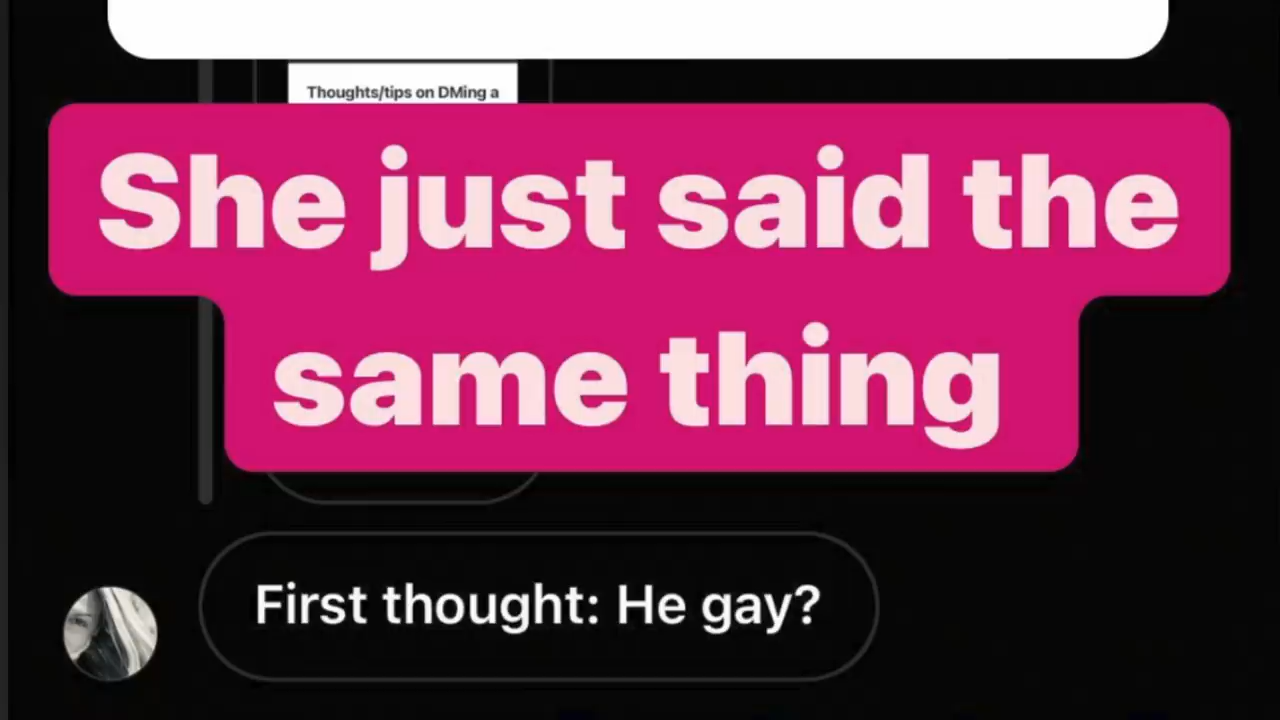 Thoughts/tips on DMing a
She just said the
same thing
First thought: He gay?